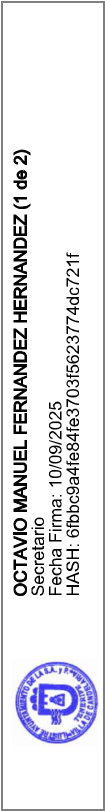 OCTAVIO MANUEL FERNANDEZ HERNANDEZ (1 de 2)
Secretario
Fecha Firma: 10/09/2025
HASH: 6fbbc9a4fe84fe3703f5623774dc721f